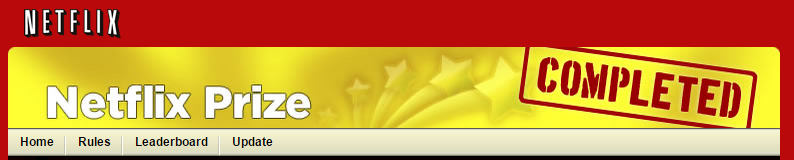 NETFLIX
Netflix Prize
COMPLETED
Home Rules Leaderboard Update